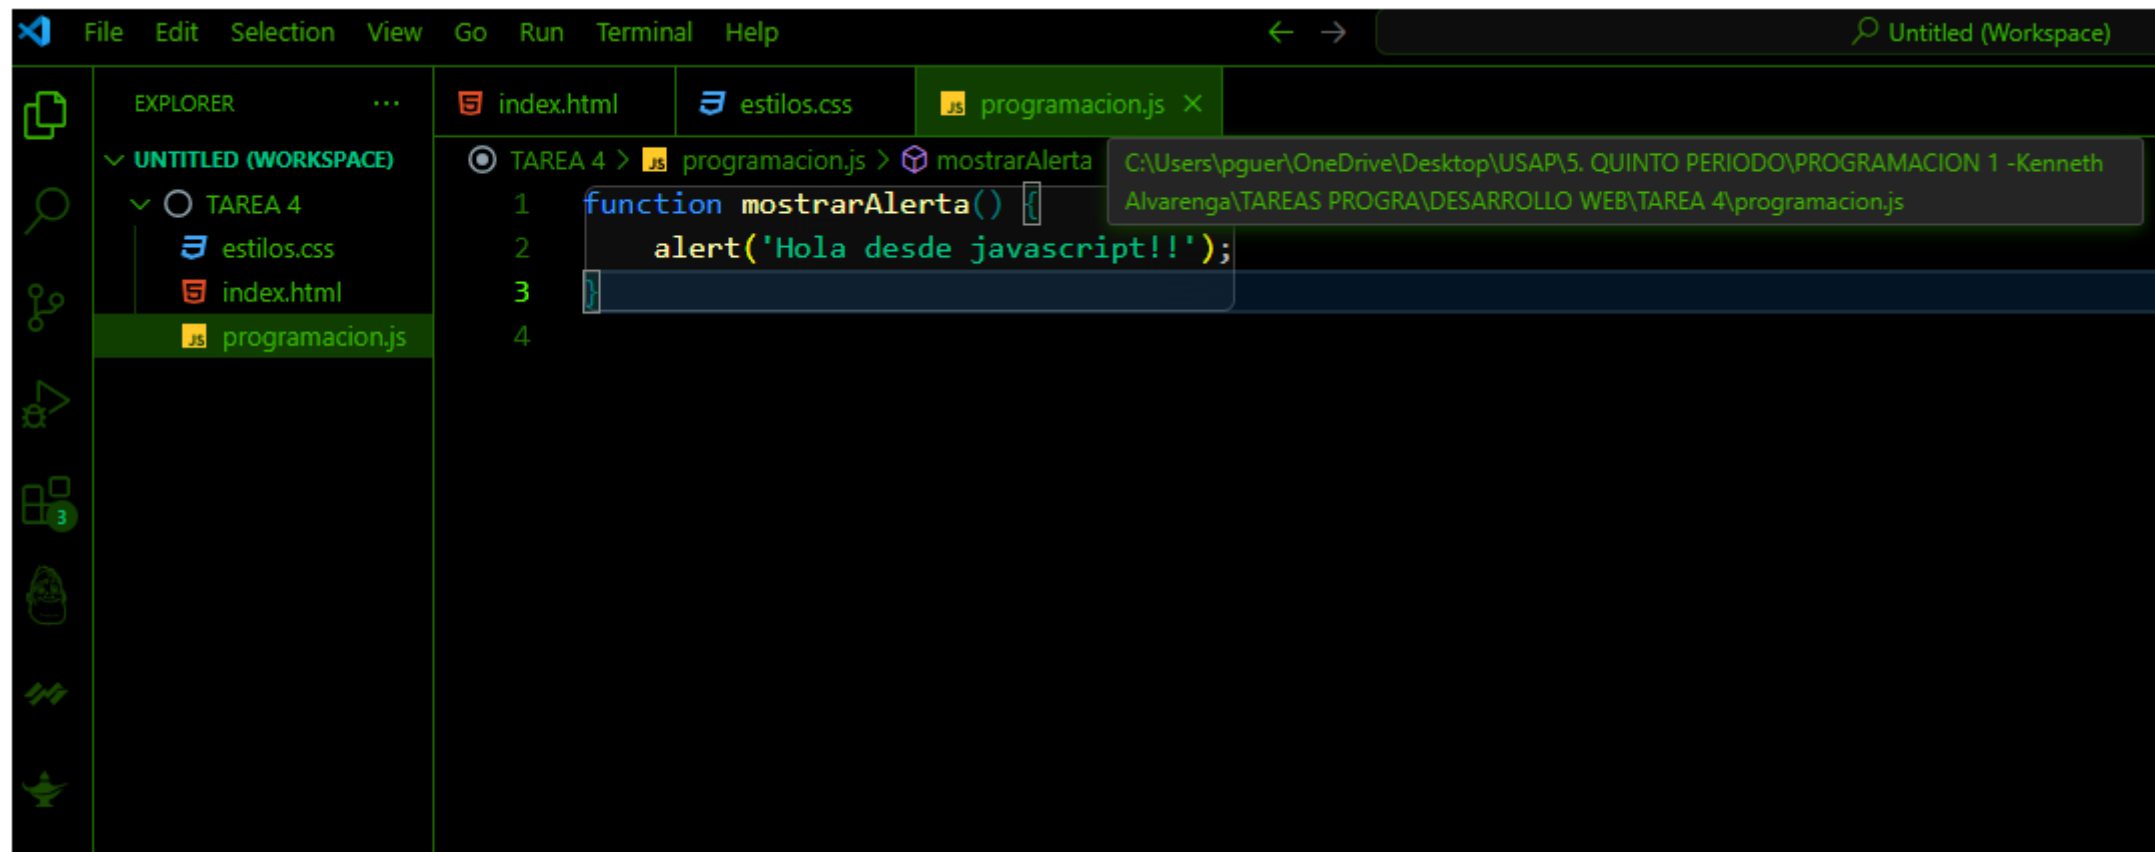 File Edit Selection View Go Run Terminal Help
Untitled (Workspace)
EXPLORER
UNTITLED (WORKSPACE)
TAREA 4
estilos.css
index.html
JS programacion.js
3
index.html
estilos.css
JS programacion.js
TAREA 4 > JS programacion.js > mostrarAlerta
C:\Users\pguer\OneDrive\Desktop\USAP\5. QUINTO PERIODO\PROGRAMACION 1 -Kenneth
Alvarenga\TAREAS PROGRA\DESARROLLO WEB\TAREA 4\programacion.js
1 function mostrarAlerta() {
2 alert('Hola desde javascript!!');
3 }
4